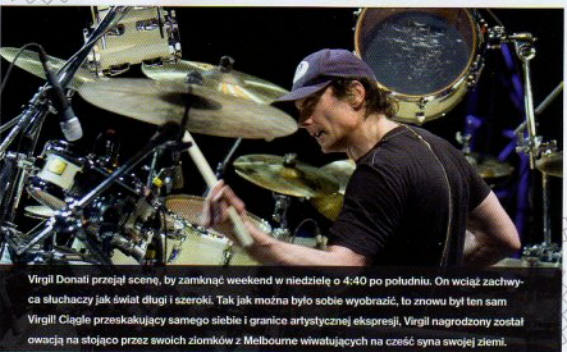 Virgil Donati przejął scenę, by zamknąć weekend w niedzielę o 4:40 po południu. On wciąż zachwy-
ca słuchaczy jak świat długi i szeroki. Tak jak można było sobie wyobrazić, to znowu był ten sam
Virgil! Ciągle przeskakujący samego siebie i granice artystycznej ekspresji, Virgil nagrodzony został
owacją na stojąco przez swoich ziomków z Melbourne wiwatujących na cześć syna swojej ziemi.